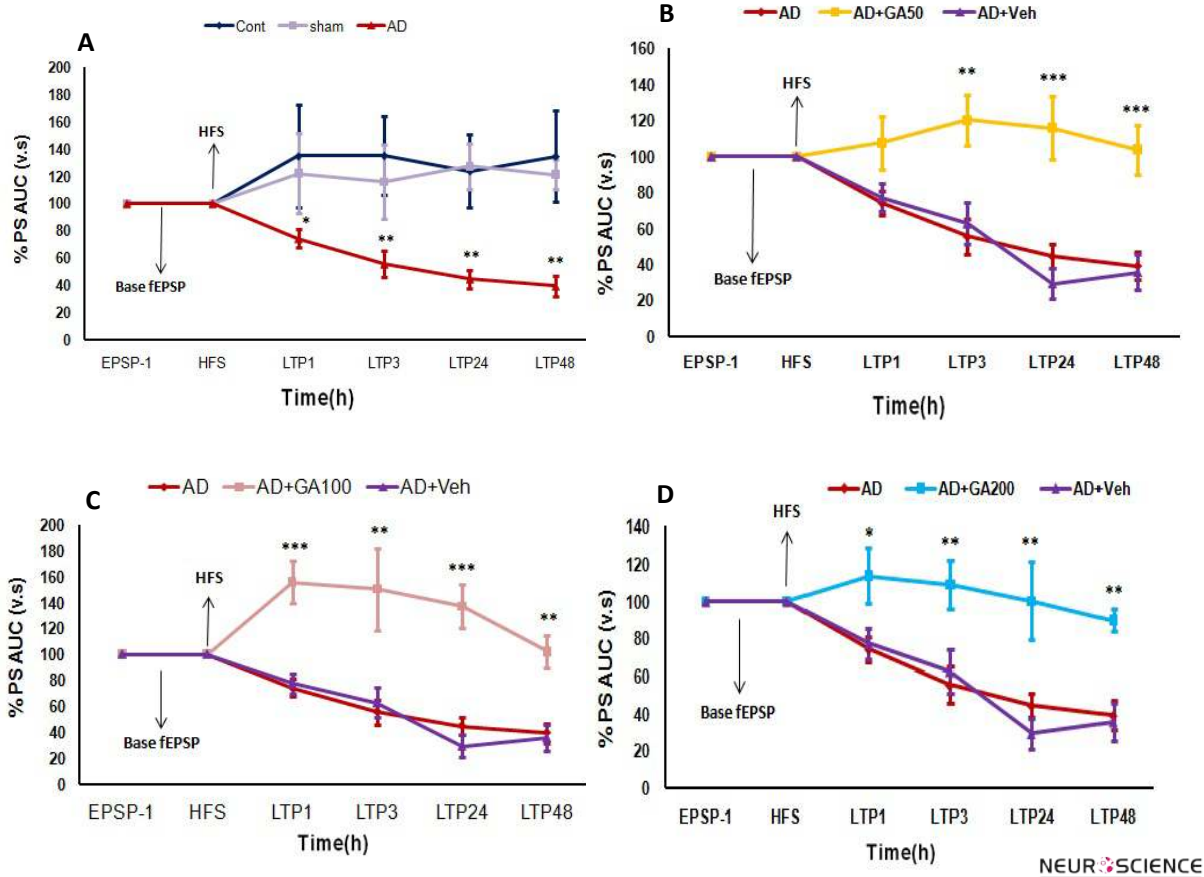 A
Cont sham AD
% PS AUC (v.s)
200
180
160
140
120
100
80
60
40
20
0
HFS
*
**
**
**
Base fEPSP
EPSP-1 HFS LTP1 LTP3 LTP24 LTP48
Time(h)
B
AD AD+GA50 AD+Veh
% PS AUC (v.s)
160
140
120
100
80
60
40
20
0
HFS
**
***
***
Base fEPSP
EPSP-1 HFS LTP1 LTP3 LTP24 LTP48
Time(h)
C
AD AD+GA100 AD+Veh
% PS AUC (v.s)
200
180
160
140
120
100
80
60
40
20
0
HFS
***
**
***
**
Base fEPSP
EPSP-1 HFS LTP1 LTP3 LTP24 LTP48
Time(h)
D
AD AD+GA200 AD+Veh
% PS AUC (v.s)
140
120
100
80
60
40
20
0
HFS
*
**
**
**
Base fEPSP
EPSP-1 HFS LTP1 LTP3 LTP24 LTP48
Time(h)
NEUROSCIENCE